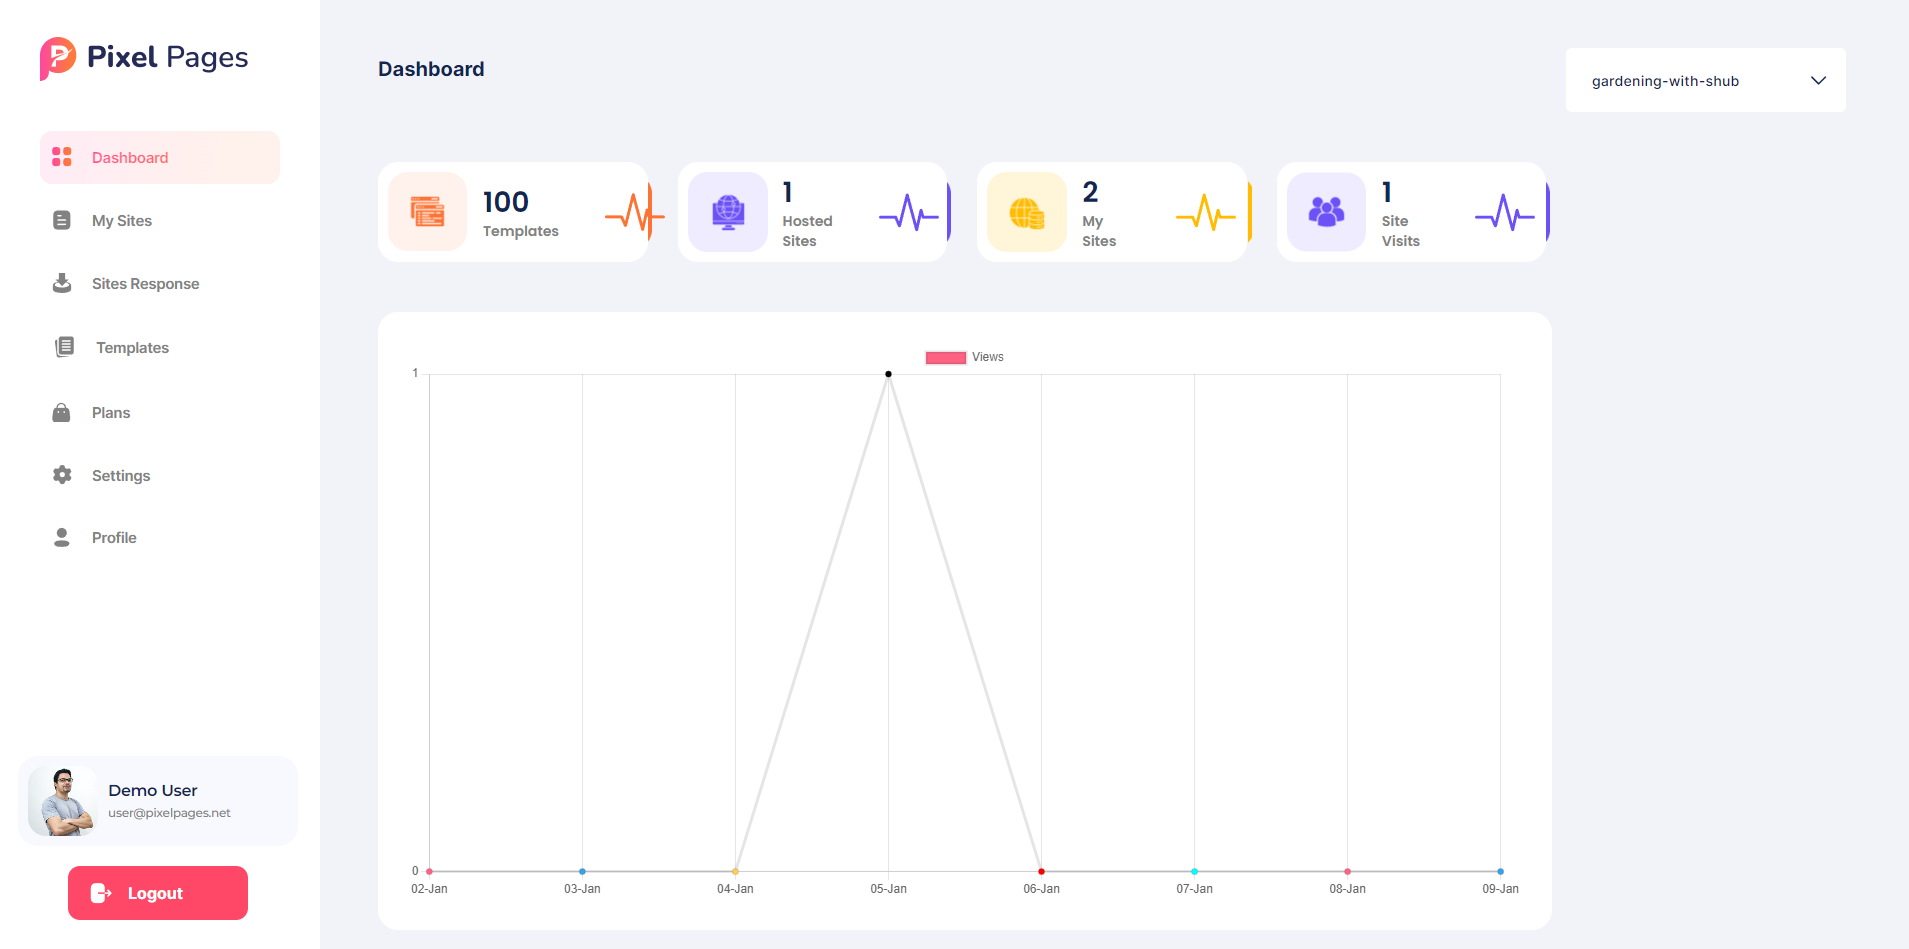 Pixel Pages
Dashboard
My Sites
Sites Response
Templates
Plans
Settings
Profile
Demo User
user@pixelpages.net
Logout
Dashboard
gardening-with-shub
100
Templates
1
Hosted
Sites
2
My
Sites
1
Site
Visits
Views
1
0
02-Jan 03-Jan 04-Jan 05-Jan 06-Jan 07-Jan 08-Jan 09-Jan